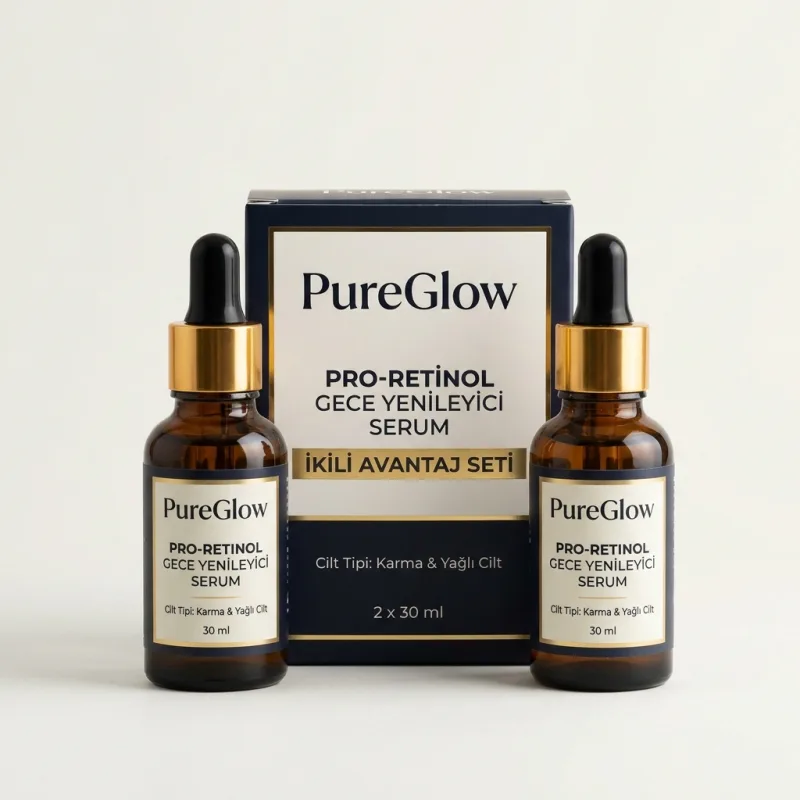 PureGlow
PureGlow
PRO-RETİNOL
GECE YENİLEYİCİ
SERUM
İKİLİ AVANTAJ SETİ
Cilt Tipi: Karma & Yağlı Cilt
2 x 30 ml
PureGlow
PRO-RETINOL
GECE YENİLEYİCİ
SERUM
Cilt Tipi: Karma & Yağlı Cilt
30 ml
PureGlow
PRO-RETINOL
GECE YENİLEYİCİ
SERUM
Cilt Tipi: Karma & Yağlı Cilt
30 ml